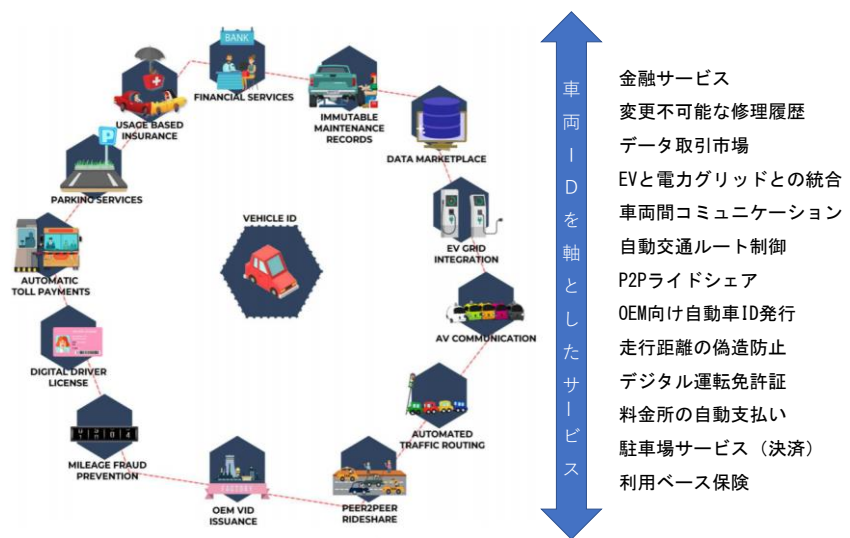 BANK
FINANCIAL SERVICES
IMMUTABLE
MAINTENANCE
RECORDS
DATA MARKETPLACE
EV GRID
INTEGRATION
AV COMMUNICATION
AUTOMATED
TRAFFIC ROUTING
PEER2PEER
RIDESHARE
FACTORY
OEM VID
ISSUANCE
MILEAGE FRAUD
PREVENTION
DIGITAL DRIVER
LICENSE
AUTOMATIC
TOLL PAYMENTS
P
PARKING SERVICES
USAGE BASED
INSURANCE
VEHICLE ID
車両IDを軸としたサービス
金融サービス
変更不可能な修理履歴
データ取引市場
EVと電力グリッドとの統合
車両間コミュニケーション
自動交通ルート制御
P2Pライドシェア
OEM向け自動車ID発行
走行距離の偽造防止
デジタル運転免許証
料金所の自動支払い
駐車場サービス（決済）
利用ベース保険